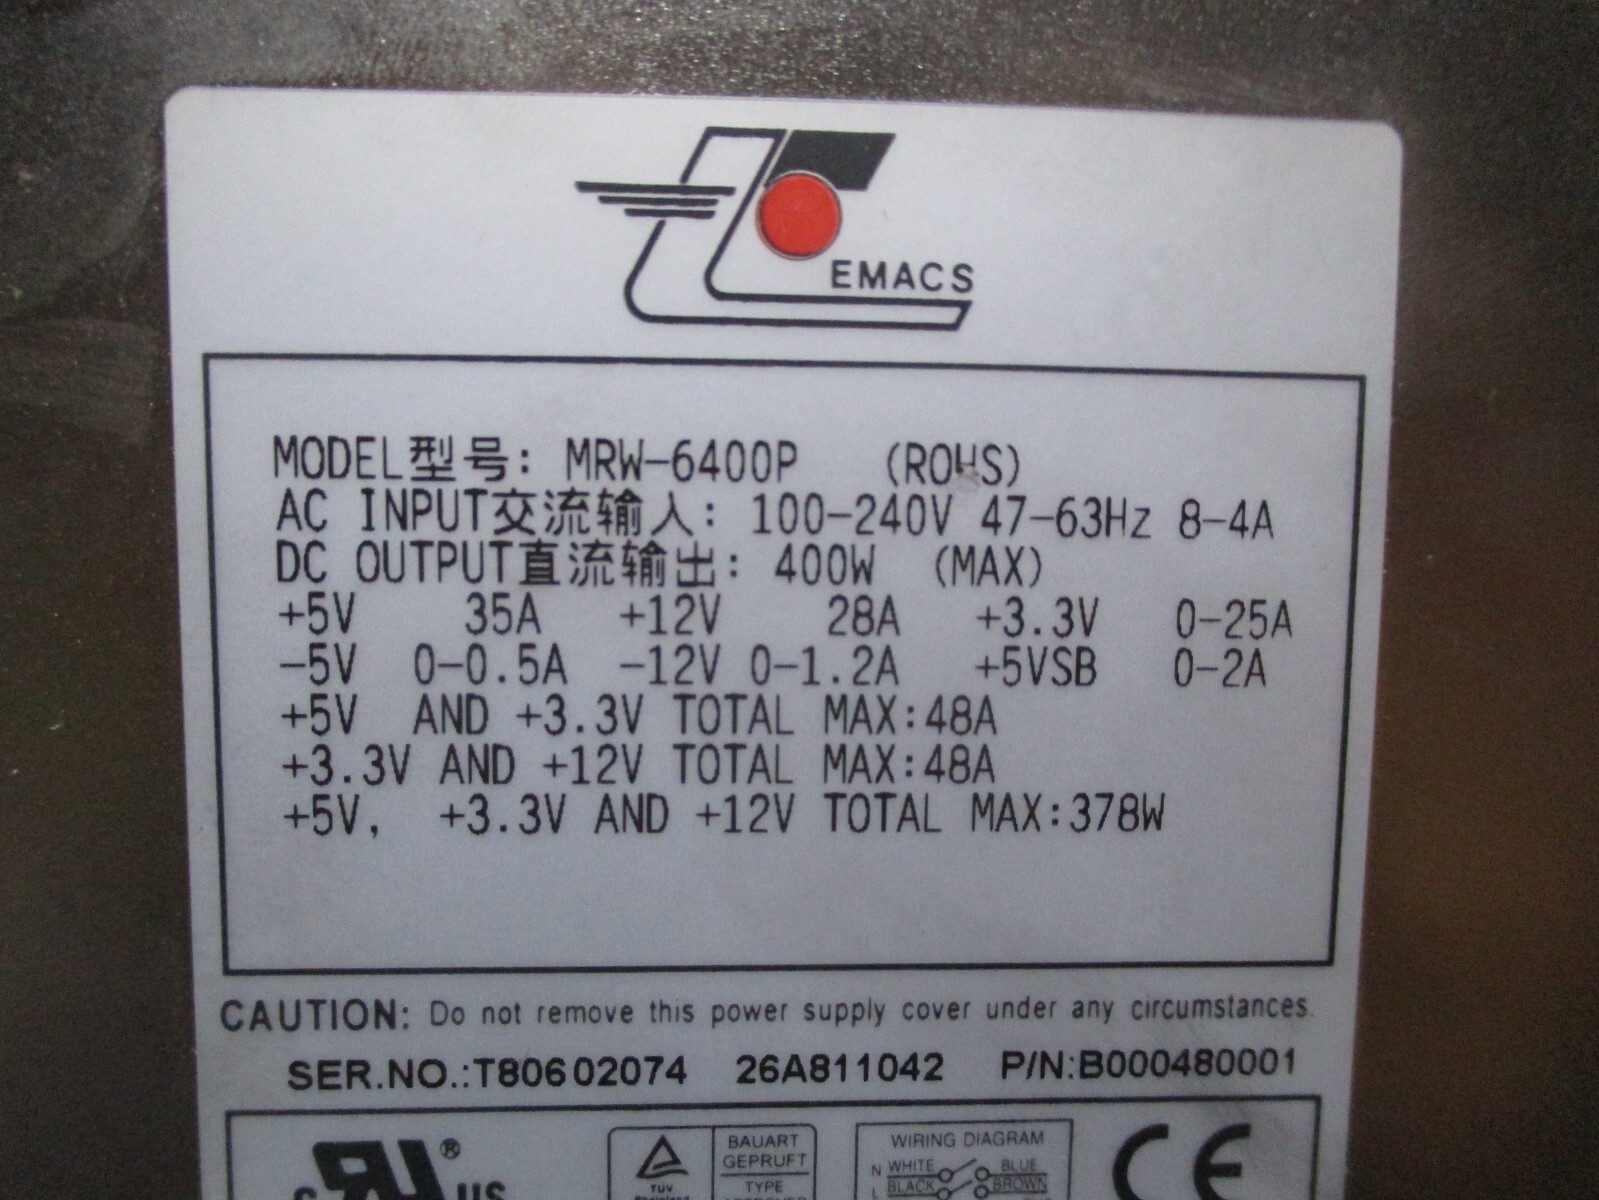 EMACS
MODEL型号: MRW-6400P (ROHS)
AC INPUT交流输入: 100-240V 47-63Hz 8-4A
DC OUTPUT直流输出: 400W (MAX)
+5V 35A +12V 28A +3.3V 0-25A
-5V 0-0.5A -12V 0-1.2A +5VSB 0-2A
+5V AND +3.3V TOTAL MAX:48A
+3.3V AND +12V TOTAL MAX:48A
+5V, +3.3V AND +12V TOTAL MAX:378W
CAUTION: Do not remove this power supply cover under any circumstances.
SER.NO.:T80602074 26A811042 P/N:B000480001
c RU ® US
TÜV
BAUART
GEPRUFT
TYPE
WIRING DIAGRAM
N WHITE BLUE
L BLACK BROWN
CE